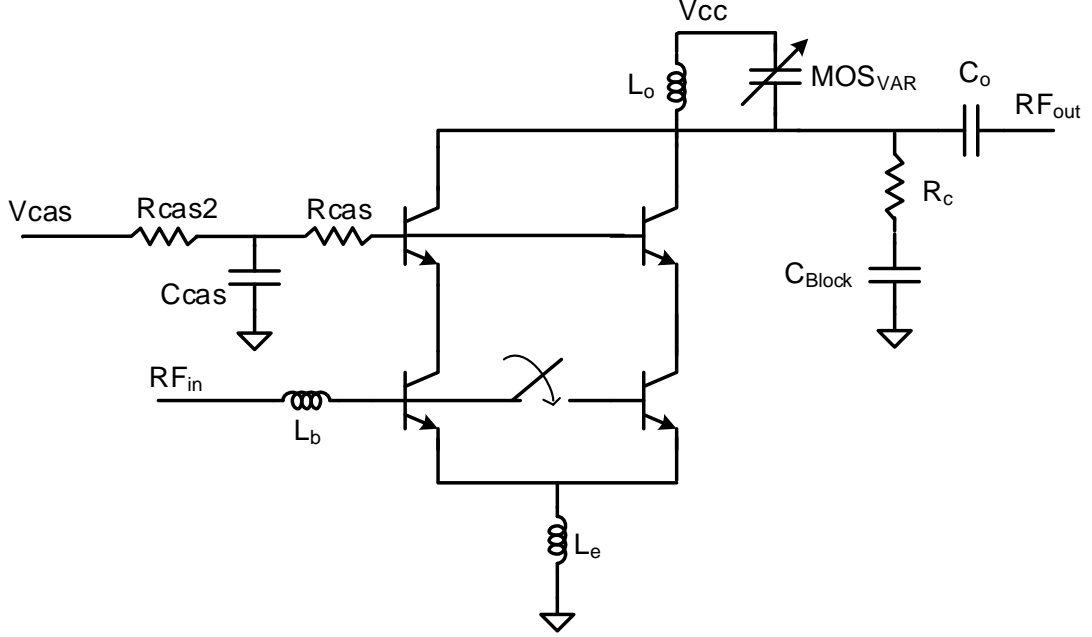 Vcc
Lo
MOSVAR
Co
RFout
Rc
Vcas
Rcas2
Rcas
Ccas
CBlock
RFin
Lb
Le